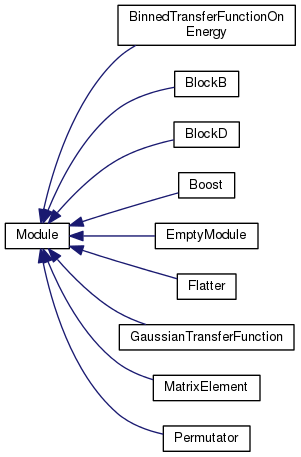 BinnedTransferFunctionOn
Energy
BlockB
BlockD
Boost
Module
EmptyModule
Flatter
GaussianTransferFunction
MatrixElement
Permutator